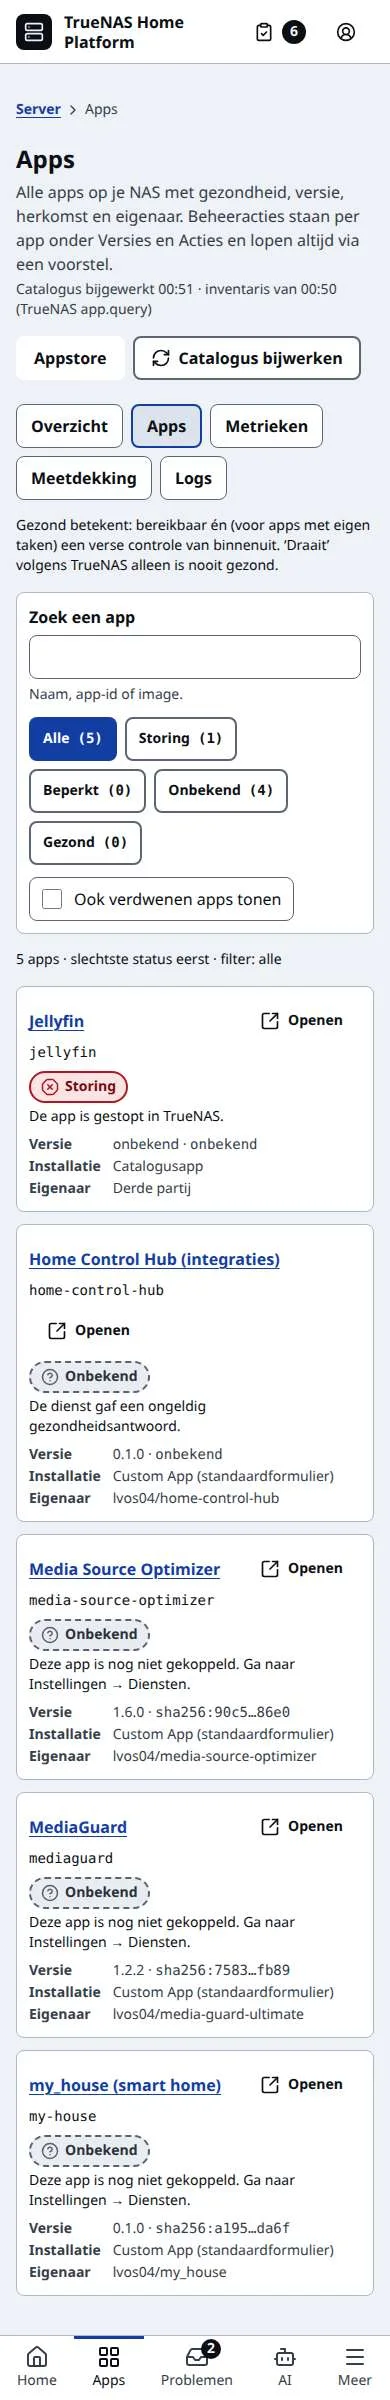 TrueNAS Home
Platform
6
Server > Apps
Apps
Alle apps op je NAS met gezondheid, versie,
herkomst en eigenaar. Beheeracties staan per
app onder Versies en Acties en lopen altijd via
een voorstel.
Catalogus bijgewerkt 00:51 · inventaris van 00:50
(TrueNAS app.query)
Appstore
Catalogus bijwerken
Overzicht
Apps
Metrieken
Meetdekking
Logs
Gezond betekent: bereikbaar én (voor apps met eigen
taken) een verse controle van binnenuit. ‘Draait’
volgens TrueNAS alleen is nooit gezond.
Zoek een app
Naam, app-id of image.
Alle (5)
Storing (1)
Beperkt (0)
Onbekend (4)
Gezond (0)
Ook verdwenen apps tonen
5 apps · slechtste status eerst · filter: alle
Jellyfin
Openen
jellyfin
Storing
De app is gestopt in TrueNAS.
Versie onbekend · onbekend
Installatie Catalogusapp
Eigenaar Derde partij
Home Control Hub (integraties)
home-control-hub
Openen
Onbekend
De dienst gaf een ongeldig
gezondheidsantwoord.
Versie 0.1.0 · onbekend
Installatie Custom App (standaardformulier)
Eigenaar lvos04/home-control-hub
Media Source Optimizer
Openen
media-source-optimizer
Onbekend
Deze app is nog niet gekoppeld. Ga naar
Instellingen → Diensten.
Versie 1.6.0 · sha256:90c5…86e0
Installatie Custom App (standaardformulier)
Eigenaar lvos04/media-source-optimizer
MediaGuard
Openen
mediaguard
Onbekend
Deze app is nog niet gekoppeld. Ga naar
Instellingen → Diensten.
Versie 1.2.2 · sha256:7583…fb89
Installatie Custom App (standaardformulier)
Eigenaar lvos04/media-guard-ultimate
my_house (smart home)
Openen
my-house
Onbekend
Deze app is nog niet gekoppeld. Ga naar
Instellingen → Diensten.
Versie 0.1.0 · sha256:a195…da6f
Installatie Custom App (standaardformulier)
Eigenaar lvos04/my_house
2
Home
Apps
Problemen
AI
Meer